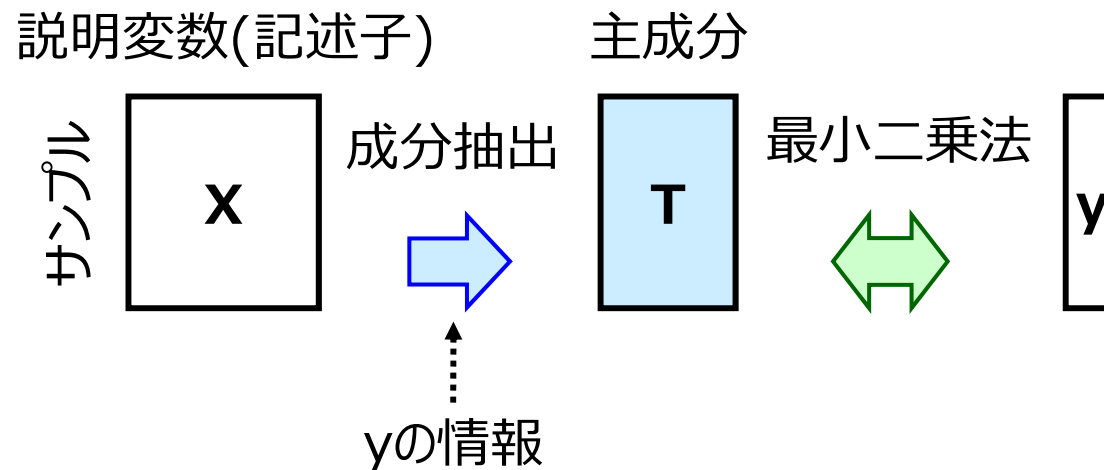 説明変数(記述子)
主成分
サンプル
X
成分抽出
T
最小二乗法
y
yの情報